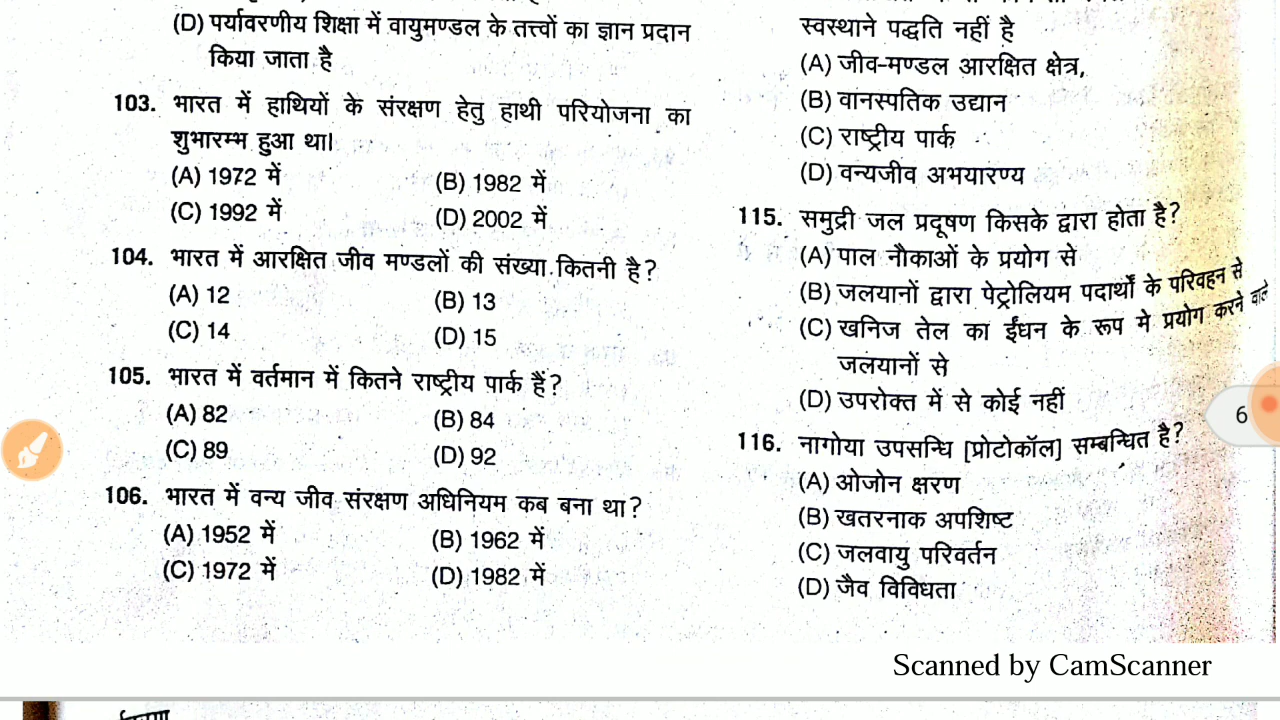 (D) पर्यावरणीय शिक्षा में वायुमण्डल के तत्त्वों का ज्ञान प्रदान
किया जाता है
103. भारत में हाथियों के संरक्षण हेतु हाथी परियोजना का
शुभारम्भ हुआ था।
(A) 1972 में (B) 1982 में
(C) 1992 में (D) 2002 में
104. भारत में आरक्षित जीव मण्डलों की संख्या कितनी है?
(A) 12 (B) 13
(C) 14 (D) 15
105. भारत में वर्तमान में कितने राष्ट्रीय पार्क हैं?
(A) 82 (B) 84
(C) 89 (D) 92
106. भारत में वन्य जीव संरक्षण अधिनियम कब बना था?
(A) 1952 में (B) 1962 में
(C) 1972 में (D) 1982 में
स्वस्थाने पद्धति नहीं है
(A) जीव-मण्डल आरक्षित क्षेत्र,
(B) वानस्पतिक उद्यान
(C) राष्ट्रीय पार्क
(D) वन्यजीव अभयारण्य
115. समुद्री जल प्रदूषण किसके द्वारा होता है?
(A) पाल नौकाओं के प्रयोग से
(B) जलयानों द्वारा पेट्रोलियम पदार्थों के परिवहन से
(C) खनिज तेल का ईंधन के रूप मे प्रयोग करने वाले
जलयानों से
(D) उपरोक्त में से कोई नहीं
116. नागोया उपसन्धि [प्रोटोकॉल] सम्बन्धित है?
(A) ओजोन क्षरण
(B) खतरनाक अपशिष्ट
(C) जलवायु परिवर्तन
(D) जैव विविधता
6
Scanned by CamScanner